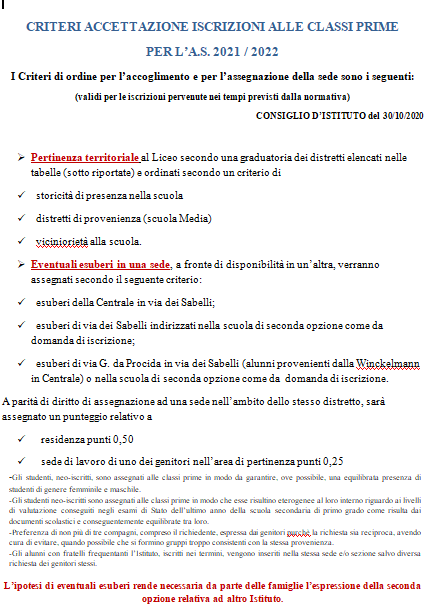 CRITERI ACCETTAZIONE ISCRIZIONI ALLE CLASSI PRIME
PER L'A.S. 2021 / 2022
I Criteri di ordine per l'accoglimento e per l'assegnazione della sede sono i seguenti:
(validi per le iscrizioni pervenute nei tempi previsti dalla normativa)
CONSIGLIO D'ISTITUTO del 30/10/2020
➢ Pertinenza territoriale al Liceo secondo una graduatoria dei distretti elencati nelle
tabelle (sotto riportate) e ordinati secondo un criterio di
✓ storicità di presenza nella scuola
✓ distretti di provenienza (scuola Media)
✓ viciniorietà alla scuola.
➢ Eventuali esuberi in una sede, a fronte di disponibilità in un'altra, verranno
assegnati secondo il seguente criterio:
✓ esuberi della Centrale in via dei Sabelli;
✓ esuberi di via dei Sabelli indirizzati nella scuola di seconda opzione come da
domanda di iscrizione;
✓ esuberi di via G. da Procida in via dei Sabelli (alunni provenienti dalla Winckelmann
in Centrale) o nella scuola di seconda opzione come da domanda di iscrizione.
A parità di diritto di assegnazione ad una sede nell'ambito dello stesso distretto, sarà
assegnato un punteggio relativo a
✓ residenza punti 0,50
✓ sede di lavoro di uno dei genitori nell'area di pertinenza punti 0,25
-Gli studenti, neo-iscritti, sono assegnati alle classi prime in modo da garantire, ove possibile, una equilibrata presenza di
studenti di genere femminile e maschile.
-Gli studenti neo-iscritti sono assegnati alle classi prime in modo che esse risultino eterogenee al loro interno riguardo ai livelli
di valutazione conseguiti negli esami di Stato dell'ultimo anno della scuola secondaria di primo grado come risulta dai
documenti scolastici e conseguentemente equilibrate tra loro.
-Preferenza di non più di tre compagni, compreso il richiedente, espressa dai genitori purché la richiesta sia reciproca, avendo
cura di evitare, quando possibile che si formino gruppi troppo consistenti con la stessa provenienza.
-Gli alunni con fratelli frequentanti l'Istituto, iscritti nei termini, vengono inseriti nella stessa sede e/o sezione salvo diversa
richiesta dei genitori stessi.
L'ipotesi di eventuali esuberi rende necessaria da parte delle famiglie l'espressione della seconda
opzione relativa ad altro Istituto.